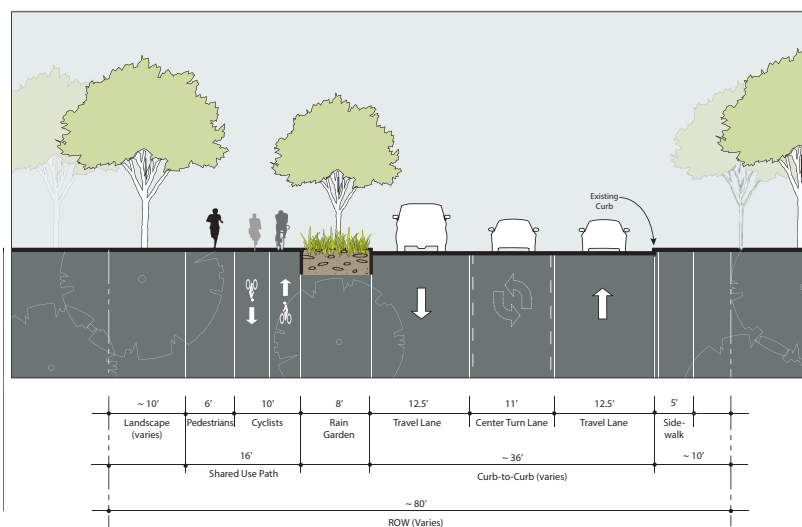 Existing
Curb
~ 10’
6’
10’
8’
12.5’
11’
12.5’
5’
Landscape
(varies)
Pedestrians
Cyclists
Rain
Garden
Travel Lane
Center Turn Lane
Travel Lane
Side-
walk
16’
~ 36’
~ 10’
Shared Use Path
Curb-to-Curb (varies)
~ 80’
ROW (Varies)